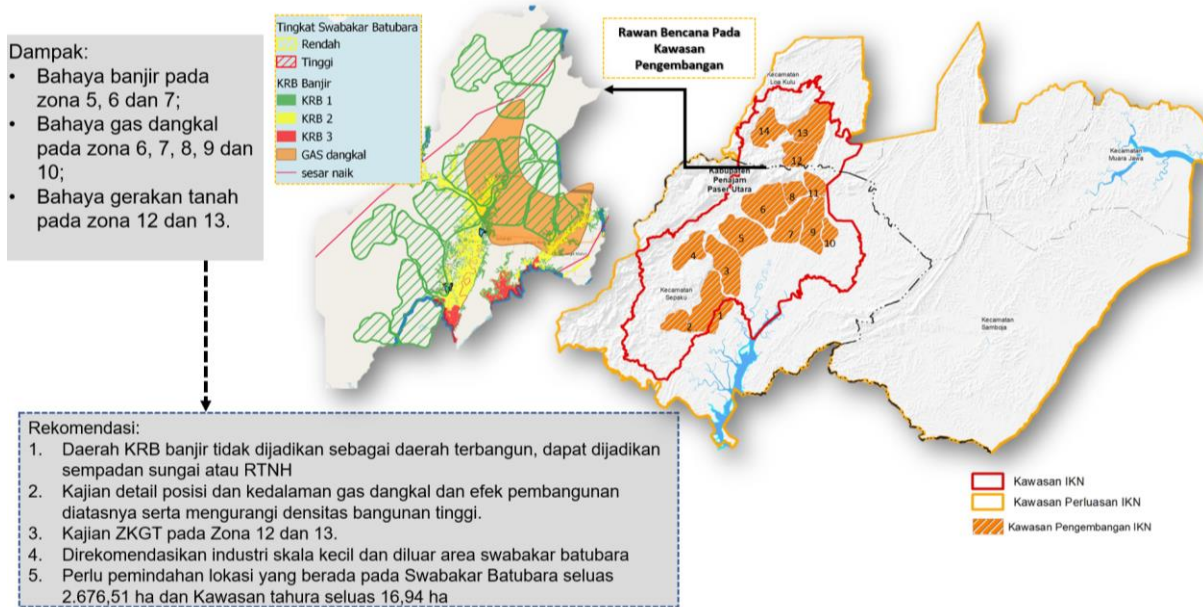 Dampak:
• Bahaya banjir pada
zona 5, 6 dan 7;
• Bahaya gas dangkal
pada zona 6, 7, 8, 9 dan
10;
• Bahaya gerakan tanah
pada zona 12 dan 13.
Tingkat Swabakar Batubara
Rendah
Tinggi
KRB Banjir
KRB 1
KRB 2
KRB 3
GAS dangkal
sesar naik
Rawan Bencana Pada
Kawasan
Pengembangan
Kecamatan
Loa Kulu
14
13
12
Kabupaten
Penajam
Paser Utara
11
8
6
5
7
9
10
4
3
Kecamatan
Sepaku
2
1
Kecamatan
Muara Jawa
Kecamatan
Samboja
Rekomendasi:
1. Daerah KRB banjir tidak dijadikan sebagai daerah terbangun, dapat dijadikan
sempadan sungai atau RTNH
2. Kajian detail posisi dan kedalaman gas dangkal dan efek pembangunan
diatasnya serta mengurangi densitas bangunan tinggi.
3. Kajian ZKGT pada Zona 12 dan 13.
4. Direkomendasikan industri skala kecil dan diluar area swabakar batubara
5. Perlu pemindahan lokasi yang berada pada Swabakar Batubara seluas
2.676,51 ha dan Kawasan tahura seluas 16,94 ha
Kawasan IKN
Kawasan Perluasan IKN
Kawasan Pengembangan IKN